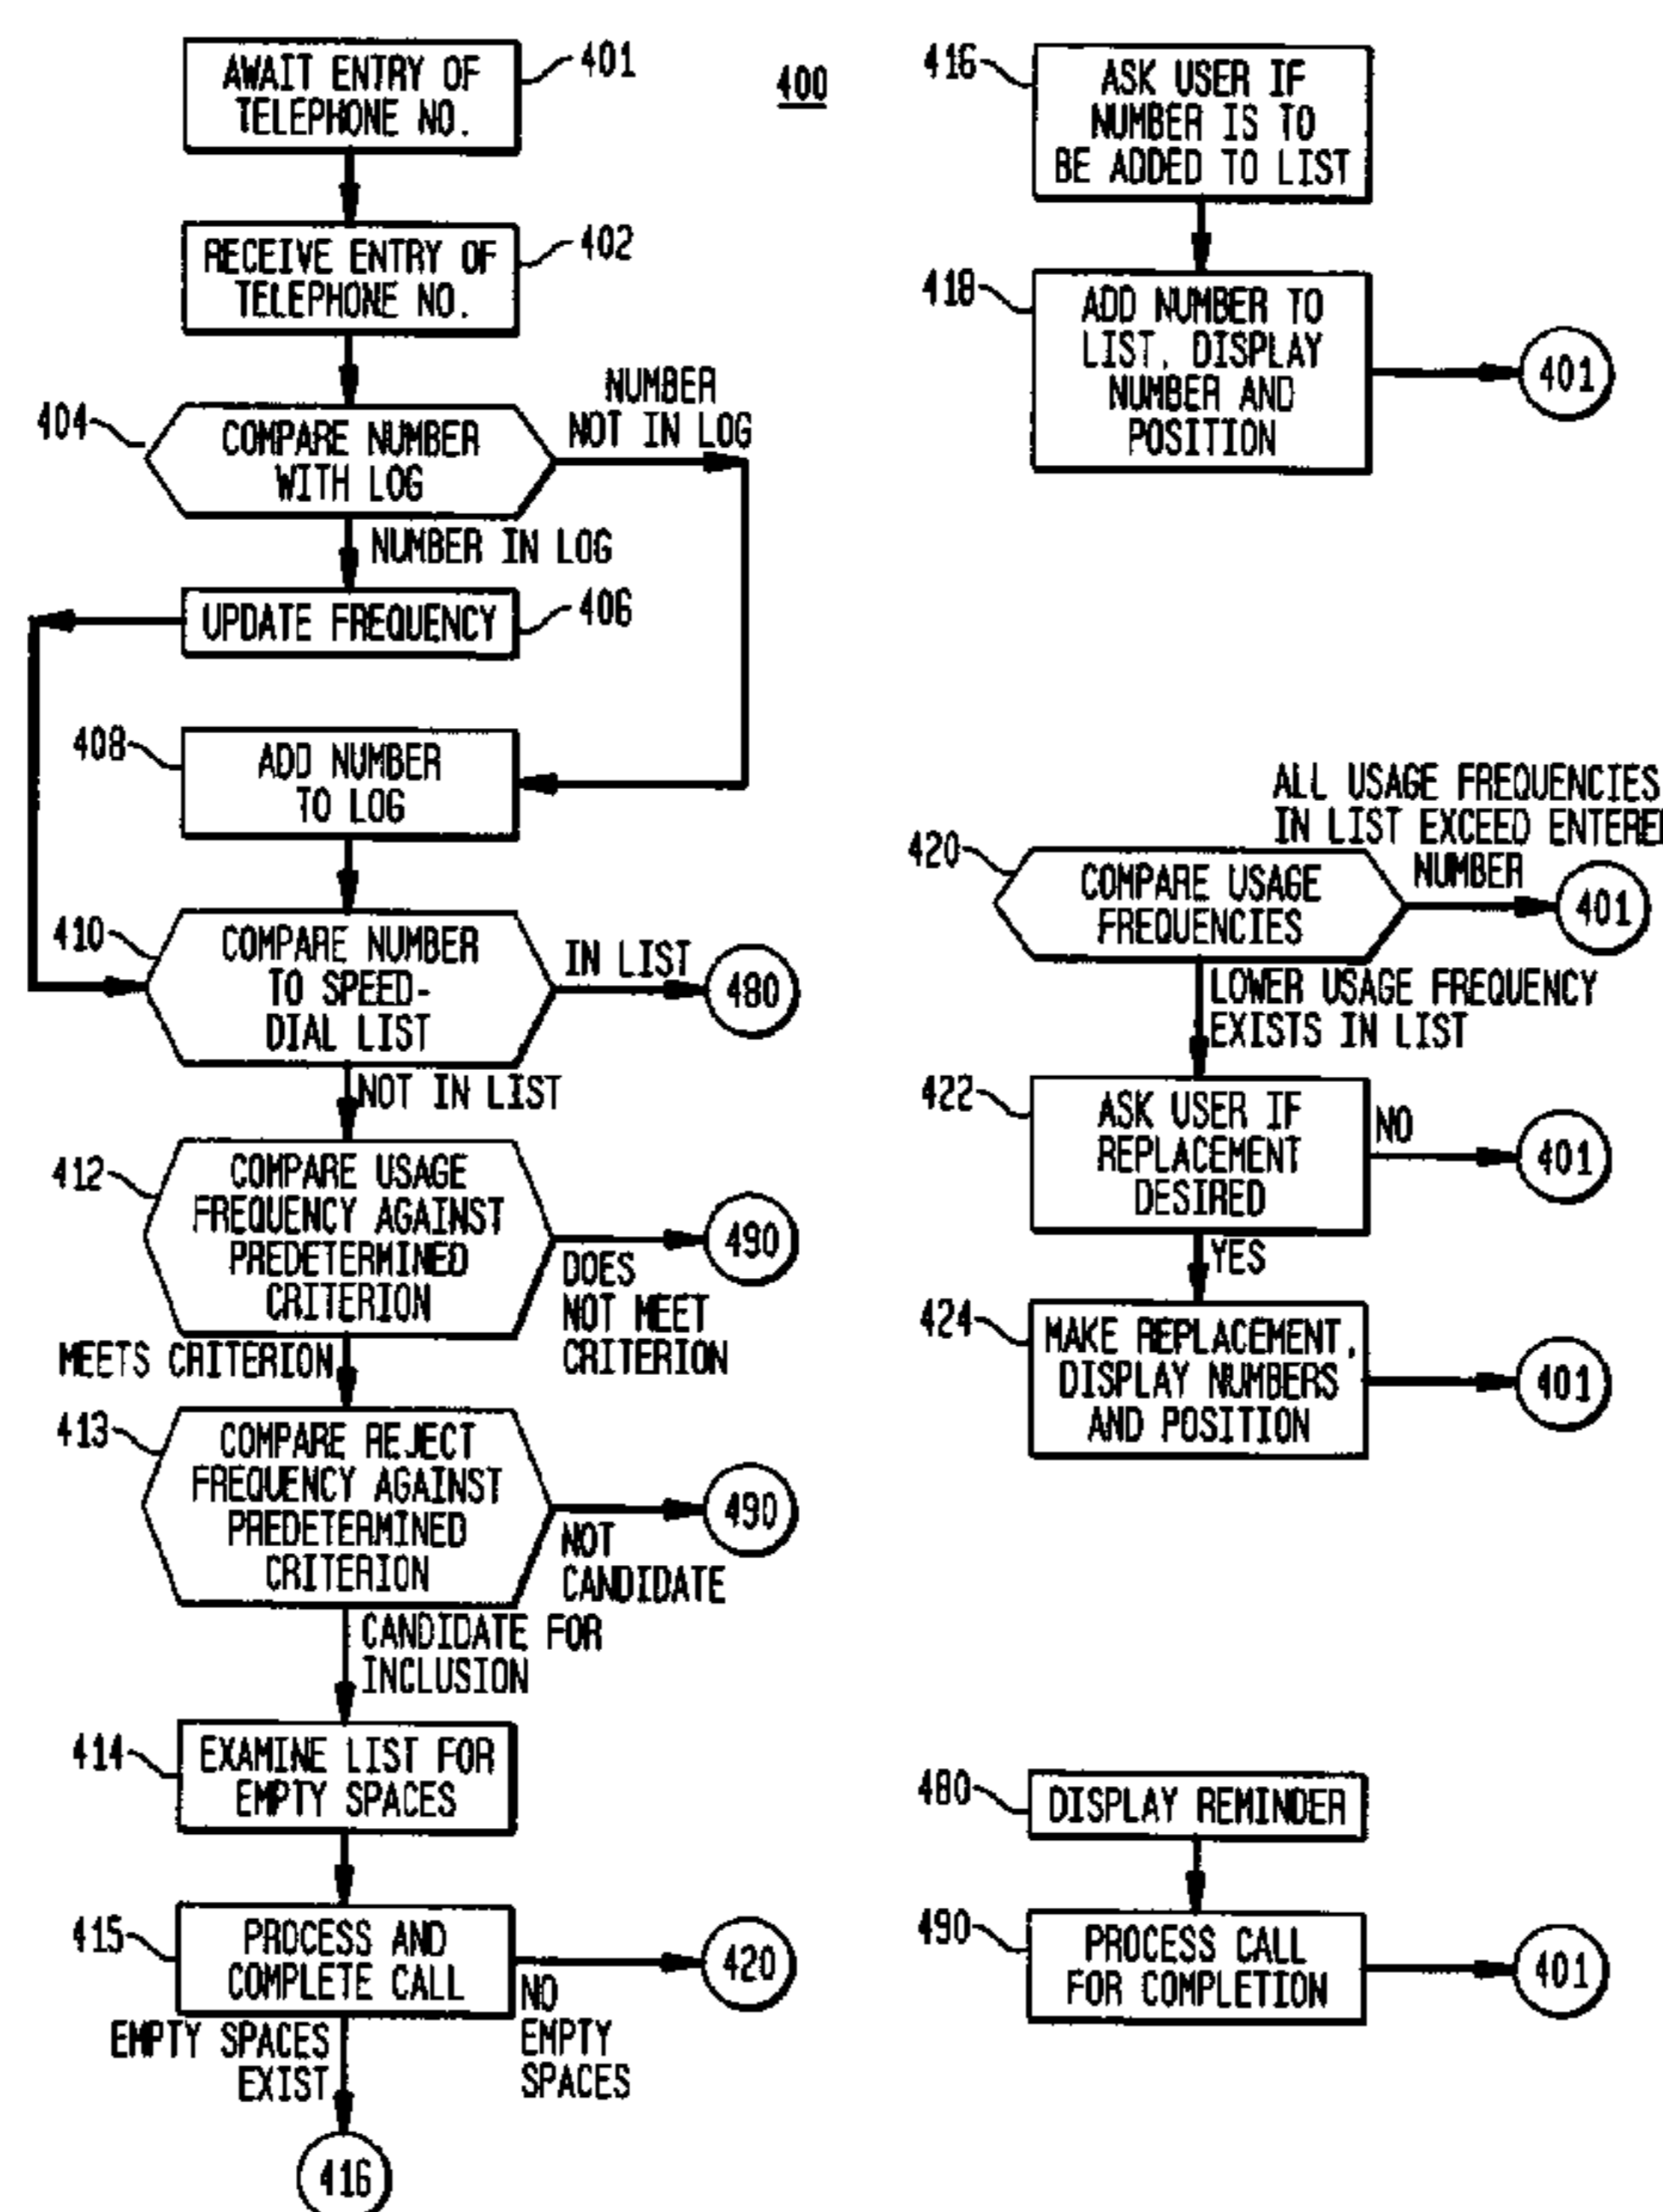 400
AWAIT ENTRY OF
TELEPHONE NO.
401
RECEIVE ENTRY OF
TELEPHONE NO.
402
404
COMPARE NUMBER
WITH LOG
NUMBER
NOT IN LOG
NUMBER IN LOG
UPDATE FREQUENCY
406
408
ADD NUMBER
TO LOG
410
COMPARE NUMBER
TO SPEED-
DIAL LIST
IN LIST
480
NOT IN LIST
412
COMPARE USAGE
FREQUENCY AGAINST
PREDETERMINED
CRITERION
490
DOES
NOT MEET
CRITERION
MEETS CRITERION
413
COMPARE REJECT
FREQUENCY AGAINST
PREDETERMINED
CRITERION
490
NOT
CANDIDATE
CANDIDATE FOR
INCLUSION
414
EXAMINE LIST FOR
EMPTY SPACES
415
PROCESS AND
COMPLETE CALL
420
NO
EMPTY
SPACES
EMPTY SPACES
EXIST
416
416
ASK USER IF
NUMBER IS TO
BE ADDED TO LIST
418
ADD NUMBER TO
LIST, DISPLAY
NUMBER AND
POSITION
401
ALL USAGE FREQUENCIES
IN LIST EXCEED ENTERE
NUMBER
420
COMPARE USAGE
FREQUENCIES
401
LOWER USAGE FREQUENCY
EXISTS IN LIST
422
ASK USER IF
REPLACEMENT
DESIRED
NO
401
YES
424
MAKE REPLACEMENT,
DISPLAY NUMBERS
AND POSITION
401
480
DISPLAY REMINDER
490
PROCESS CALL
FOR COMPLETION
401